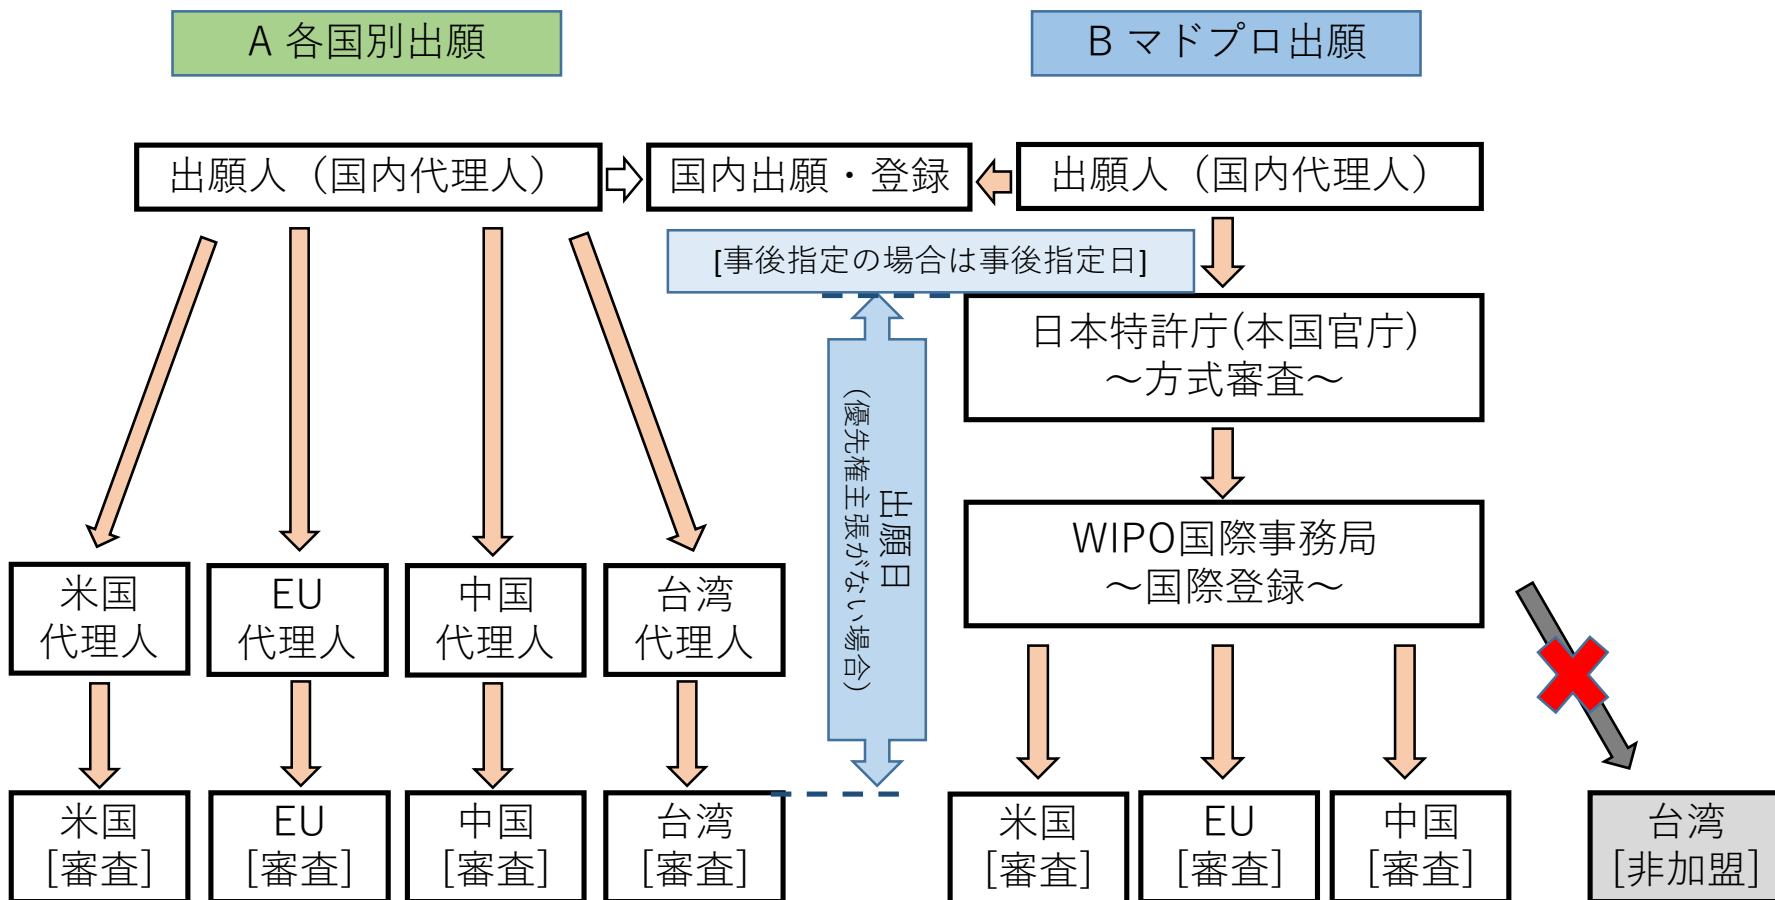 A 各国別出願
B マドプロ出願
出願人（国内代理人）
国内出願・登録
出願人（国内代理人）
[事後指定の場合は事後指定日]
日本特許庁(本国官庁)
～方式審査～
出願日
（優先権主張がない場合）
WIPO国際事務局
～国際登録～
米国
代理人
EU
代理人
中国
代理人
台湾
代理人
米国
[審査]
EU
[審査]
中国
[審査]
台湾
[審査]
米国
[審査]
EU
[審査]
中国
[審査]
台湾
[非加盟]